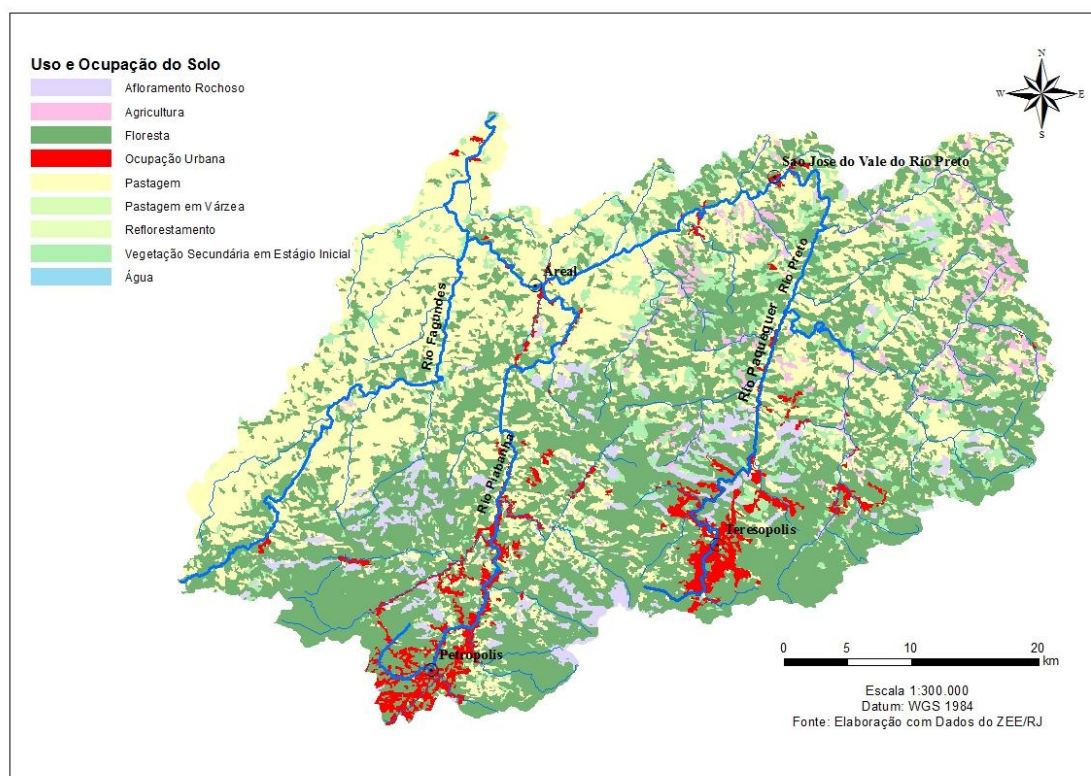 Uso e Ocupação do Solo
Afloramento Rochoso
Agricultura
Floresta
Ocupação Urbana
Pastagem
Pastagem em Várzea
Reflorestamento
Vegetação Secundária em Estágio Inicial
Água
N
W
E
S
Sao Jose do Vale do Rio Preto
Areal
Rio Fagundes
Rio Preto
Rio Paquequer
Rio Piabanha
Teresopolis
Petropolis
0 5 10 20
km
Escala 1:300.000
Datum: WGS 1984
Fonte: Elaboração com Dados do ZEE/RJ